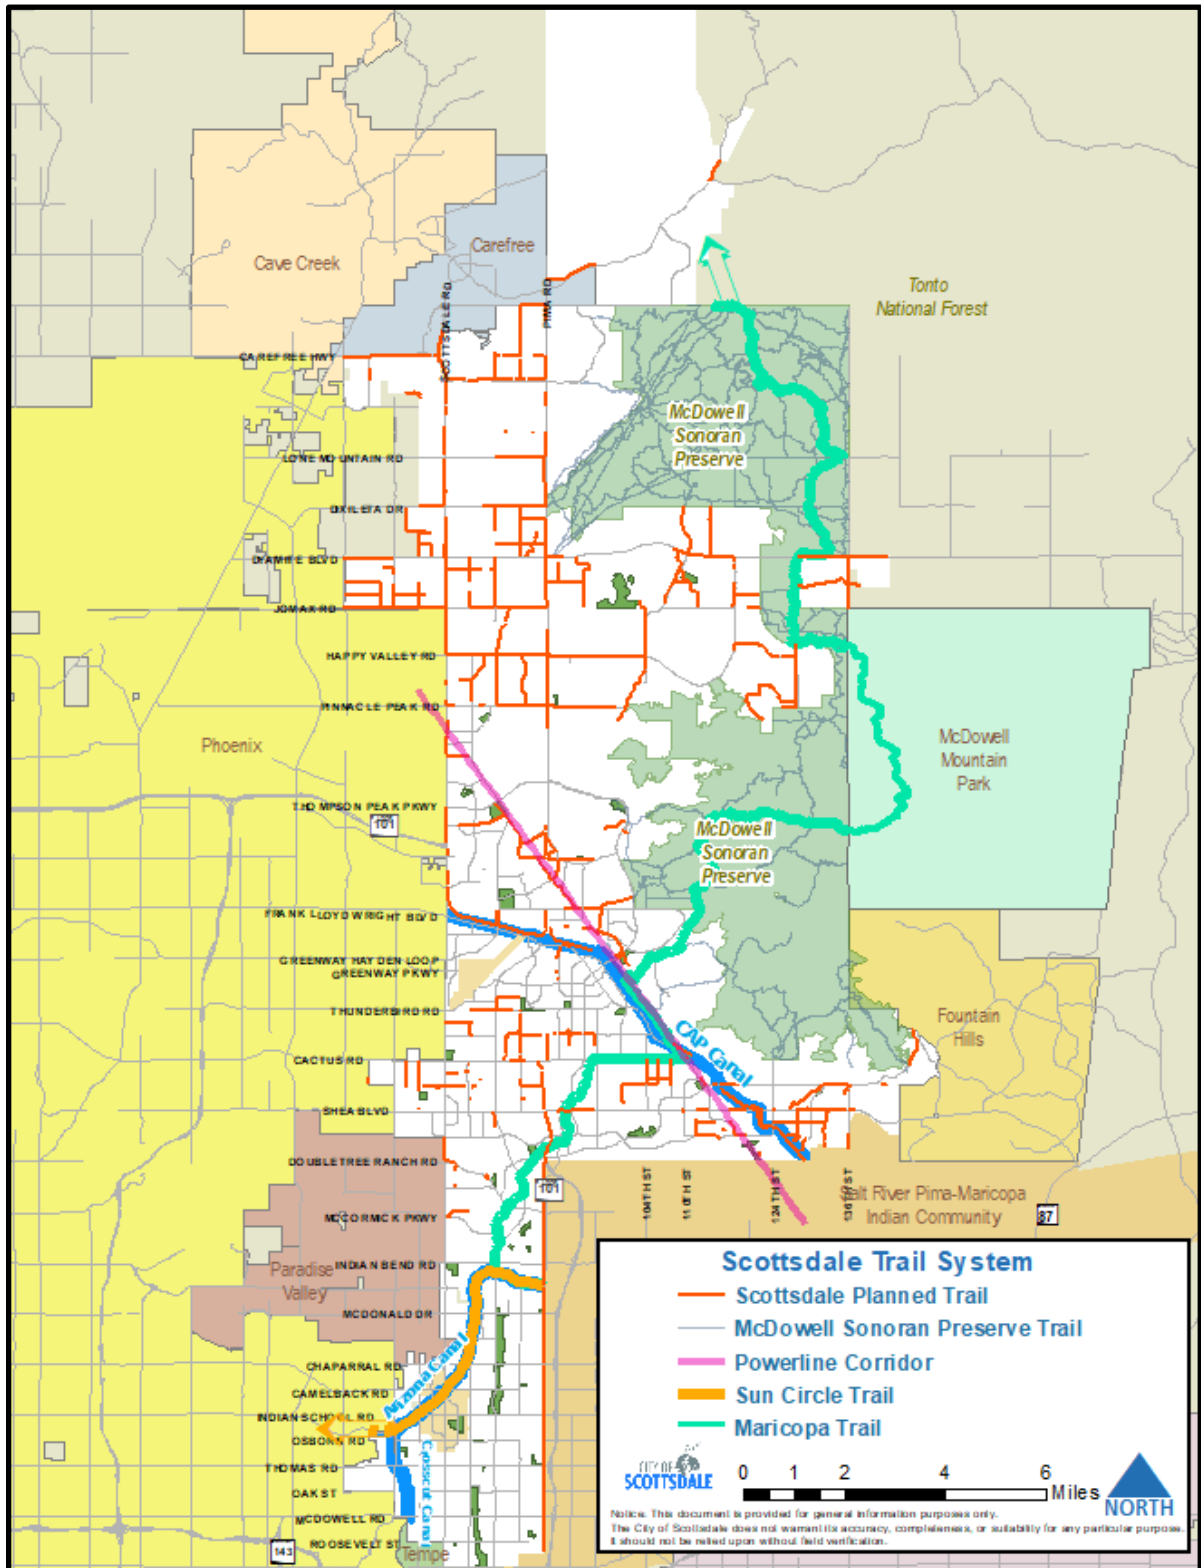 Cave Creek
Carefree
Tonto
National Forest
SCOTTSDALE RD
PIMA RD
CAREFREE HWY
McDowell
Sonoran
Preserve
LONE MOUNTAIN RD
DIXILETA DR
DYNAMITE BLVD
JOMAX RD
HAPPY VALLEY RD
PINNACLE PEAK RD
Phoenix
McDowell
Mountain
Park
THOMPSON PEAK PKWY
101
McDowell
Sonoran
Preserve
FRANK LLOYD WRIGHT BLVD
GREENWAY HAYDEN LOOP
GREENWAY PKWY
THUNDERBIRD RD
Fountain
Hills
CAP Canal
CACTUS RD
SHEA BLVD
DOUBLETREE RANCH RD
101
104TH ST
110TH ST
124TH ST
136TH ST
Salt River Pima-Maricopa
Indian Community
87
MCCORMICK PKWY
INDIAN BEND RD
Paradise
Valley
MCDONALD DR
CHAPARRAL RD
Arizona Canal
CAMELBACK RD
INDIAN SCHOOL RD
OSBORN RD
THOMAS RD
Crosscut Canal
OAK ST
MCDOWELL RD
143
ROOSEVELT ST
Tempe
Scottsdale Trail System
Scottsdale Planned Trail
McDowell Sonoran Preserve Trail
Powerline Corridor
Sun Circle Trail
Maricopa Trail
CITY OF
SCOTTSDALE
0 1 2 4 6
Miles
NORTH
Notice: This document is provided for general information purposes only.
The City of Scottsdale does not warrant its accuracy, completeness, or suitability for any particular purpose.
It should not be relied upon without field verification.